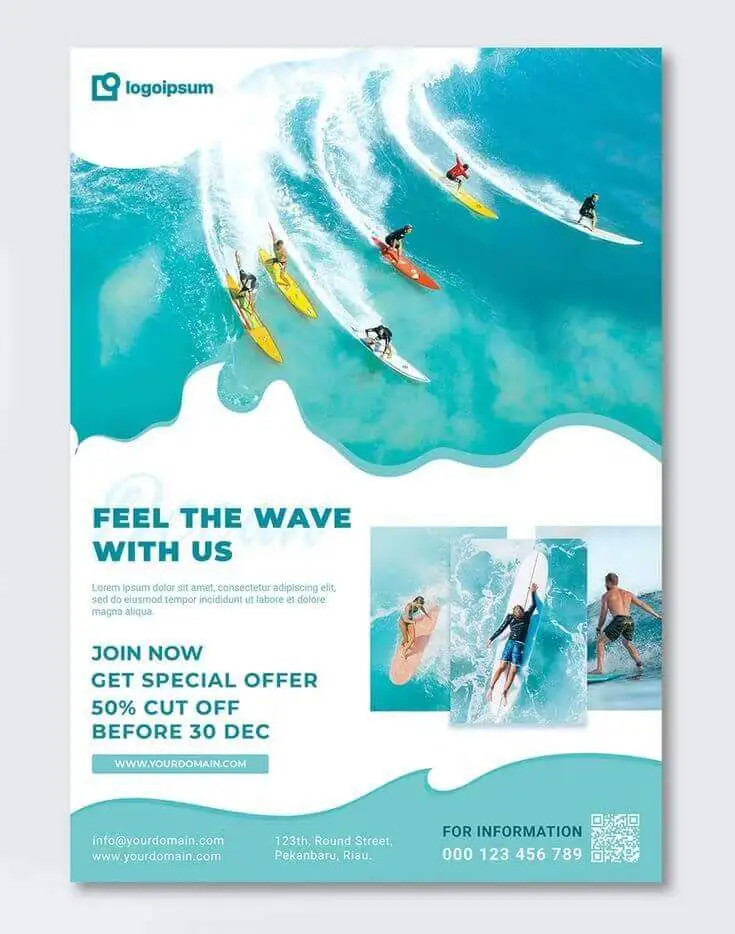 logoipsum
FEEL THE WAVE
WITH US
Lorem ipsum dolor sit amet, consectetur adipiscing elit,
sed do eiusmod tempor incididunt ut labore et dolore
magna aliqua.
JOIN NOW
GET SPECIAL OFFER
50% CUT OFF
BEFORE 30 DEC
WWW.YOURDOMAIN.COM
info@yourdomain.com
www.yourdomain.com
123th, Round Street,
Pekanbaru, Riau.
FOR INFORMATION
000 123 456 789